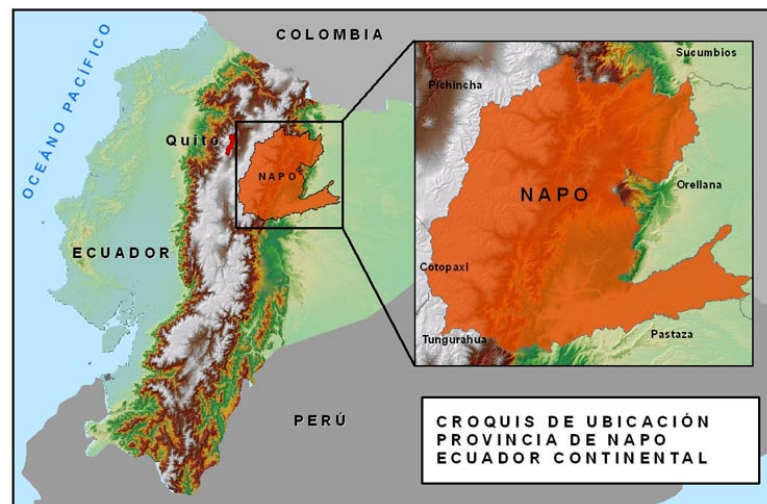 COLOMBIA
OCEÁNO PACÍFICO
Quito
NAPO
ECUADOR
PERÚ
Sucumbios
Pichincha
NAPO
Orellana
Cotopaxi
Tungurahua
Pastaza
CROQUIS DE UBICACIÓN
PROVINCIA DE NAPO
ECUADOR CONTINENTAL